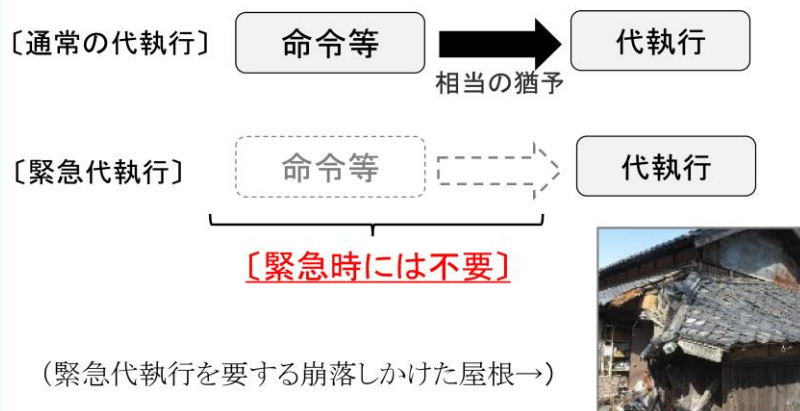 〔通常の代執行〕 命令等 代執行
相当の猶予
〔緊急代執行〕 命令等 代執行
〔緊急時には不要〕
（緊急代執行を要する崩落しかけた屋根→）